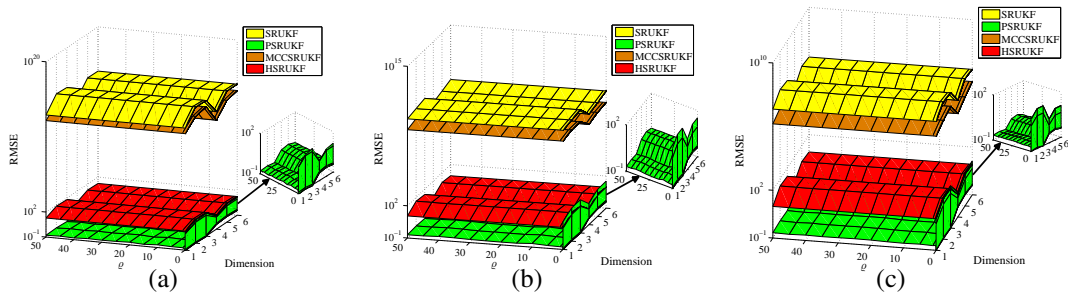 SRUKF
PSRUKF
MCCSRUKF
HSRUKF
10^20
10^2
10^-1
RMSE
50 40 30 20 10 0
ϱ
1 2 3 4 5 6
Dimension
10^2
10^-1
50 25 0
1 2 3 4 5 6
(a)
SRUKF
PSRUKF
MCCSRUKF
HSRUKF
10^15
10^2
10^-1
RMSE
50 40 30 20 10 0
ϱ
1 2 3 4 5 6
Dimension
10^2
10^-1
50 25 0
1 2 3 4 5 6
(b)
SRUKF
PSRUKF
MCCSRUKF
HSRUKF
10^10
10^2
10^-1
RMSE
50 40 30 20 10 0
ϱ
1 2 3 4 5 6
Dimension
10^2
10^-1
50 25 0
1 2 3 4 5 6
(c)